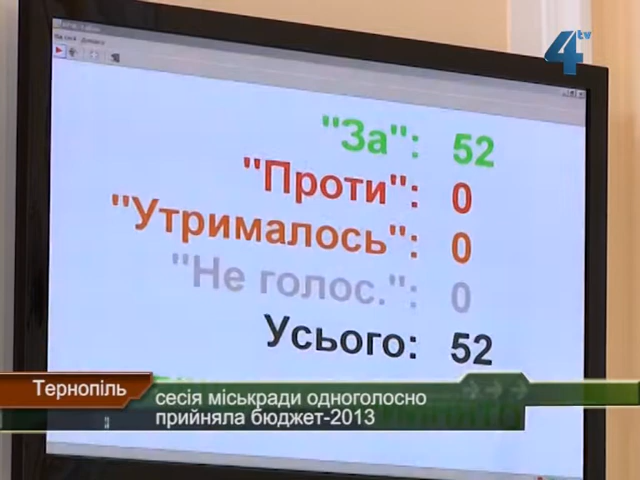 4 tv
"За": 52
"Проти": 0
"Утрималось": 0
"Не голос.": 0
Усього: 52
Тернопіль
сесія міськради одноголосно
прийняла бюджет-2013